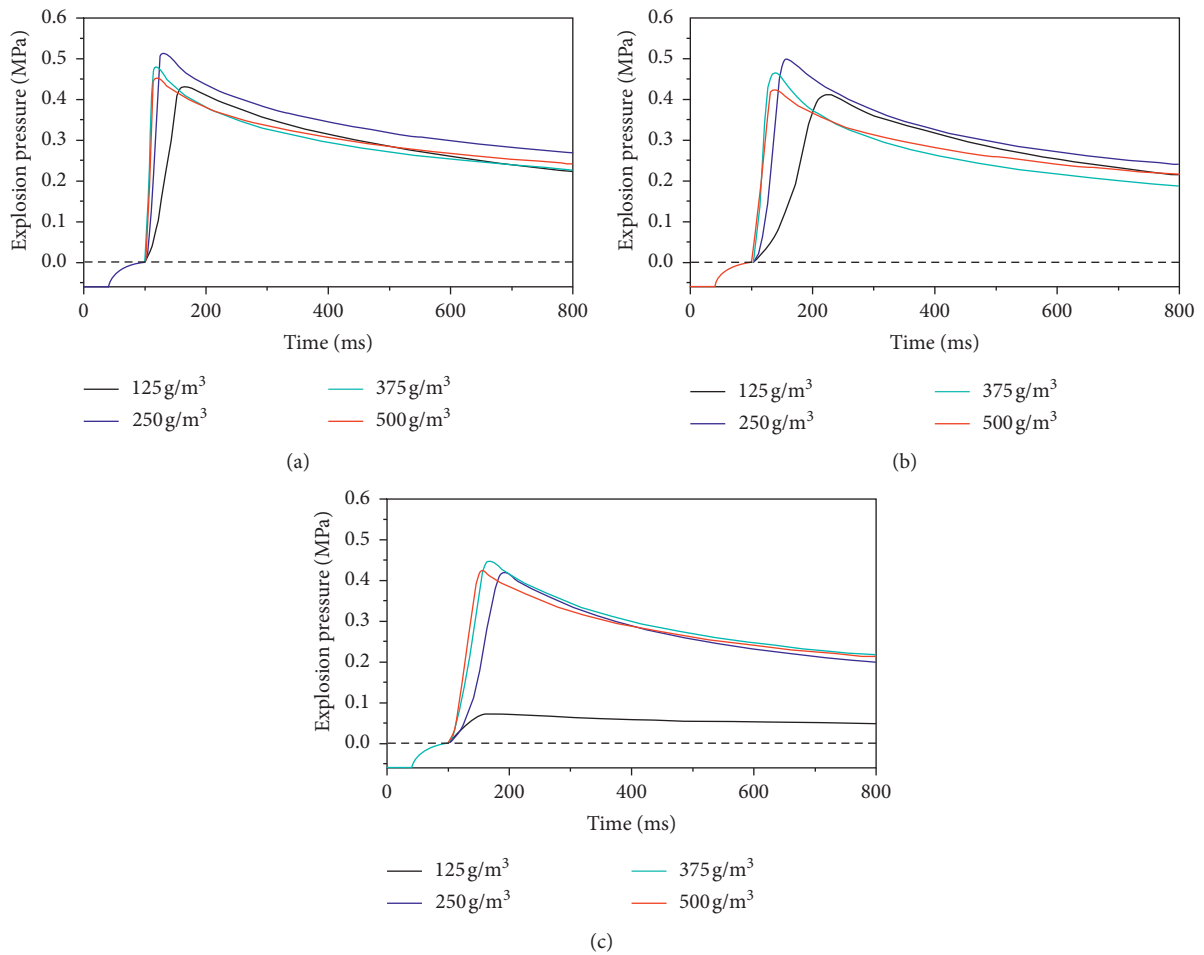 Explosion pressure (MPa)
0.6
0.5
0.4
0.3
0.2
0.1
0.0
0 200 400 600 800
Time (ms)
125 g/m³ 375 g/m³
250 g/m³ 500 g/m³
(a)
Explosion pressure (MPa)
0.6
0.5
0.4
0.3
0.2
0.1
0.0
0 200 400 600 800
Time (ms)
125 g/m³ 375 g/m³
250 g/m³ 500 g/m³
(b)
Explosion pressure (MPa)
0.6
0.5
0.4
0.3
0.2
0.1
0.0
0 200 400 600 800
Time (ms)
125 g/m³ 375 g/m³
250 g/m³ 500 g/m³
(c)